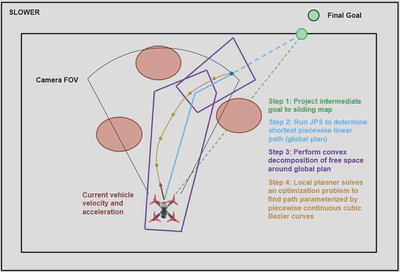 SLOWER
Final Goal
Camera FOV
Step 1: Project intermediate
goal to sliding map
Step 2: Run JPS to determine
shortest piecewise linear
path (global plan)
Step 3: Perform convex
decomposition of free space
around global plan
Step 4: Local planner solves
an optimization problem to
find path parameterized by
piecewise continuous cubic
Bezier curves
Current vehicle
velocity and
acceleration